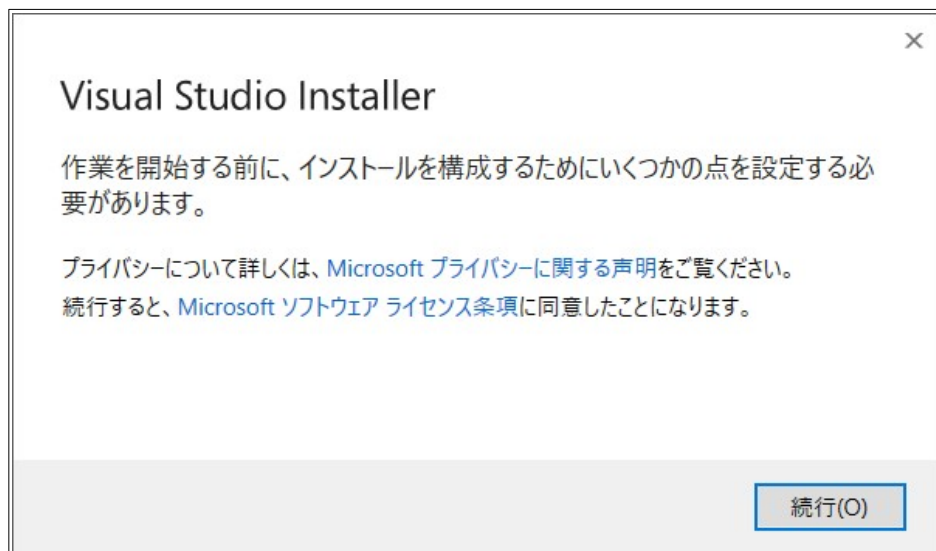 Visual Studio Installer
作業を開始する前に、インストールを構成するためにいくつかの点を設定する必
要があります。
プライバシーについて詳しくは、Microsoft プライバシーに関する声明をご覧ください。
続行すると、Microsoft ソフトウェア ライセンス条項に同意したことになります。
続行(O)